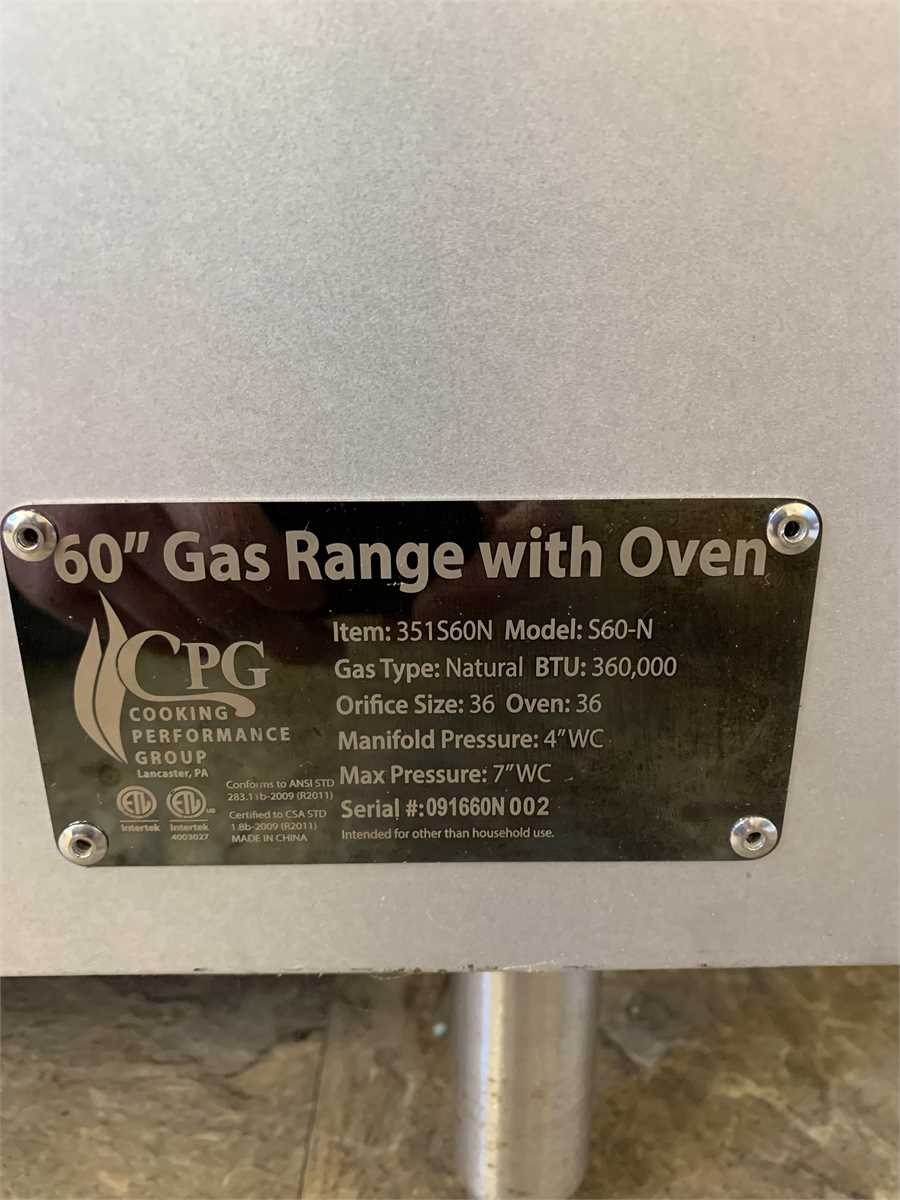 60" Gas Range with Oven
CPG
COOKING
PERFORMANCE
GROUP
Lancaster, PA
Item: 351S60N Model: S60-N
Gas Type: Natural BTU: 360,000
Orifice Size: 36 Oven: 36
Manifold Pressure: 4"WC
Max Pressure: 7"WC
Serial #: 091660N 002
Intended for other than household use.
ETL
Intertek
ETL US
Intertek
4003027
Conforms to ANSI STD
283.11b-2009 (R2011)
Certified to CSA STD
1.8b-2009 (R2011)
MADE IN CHINA